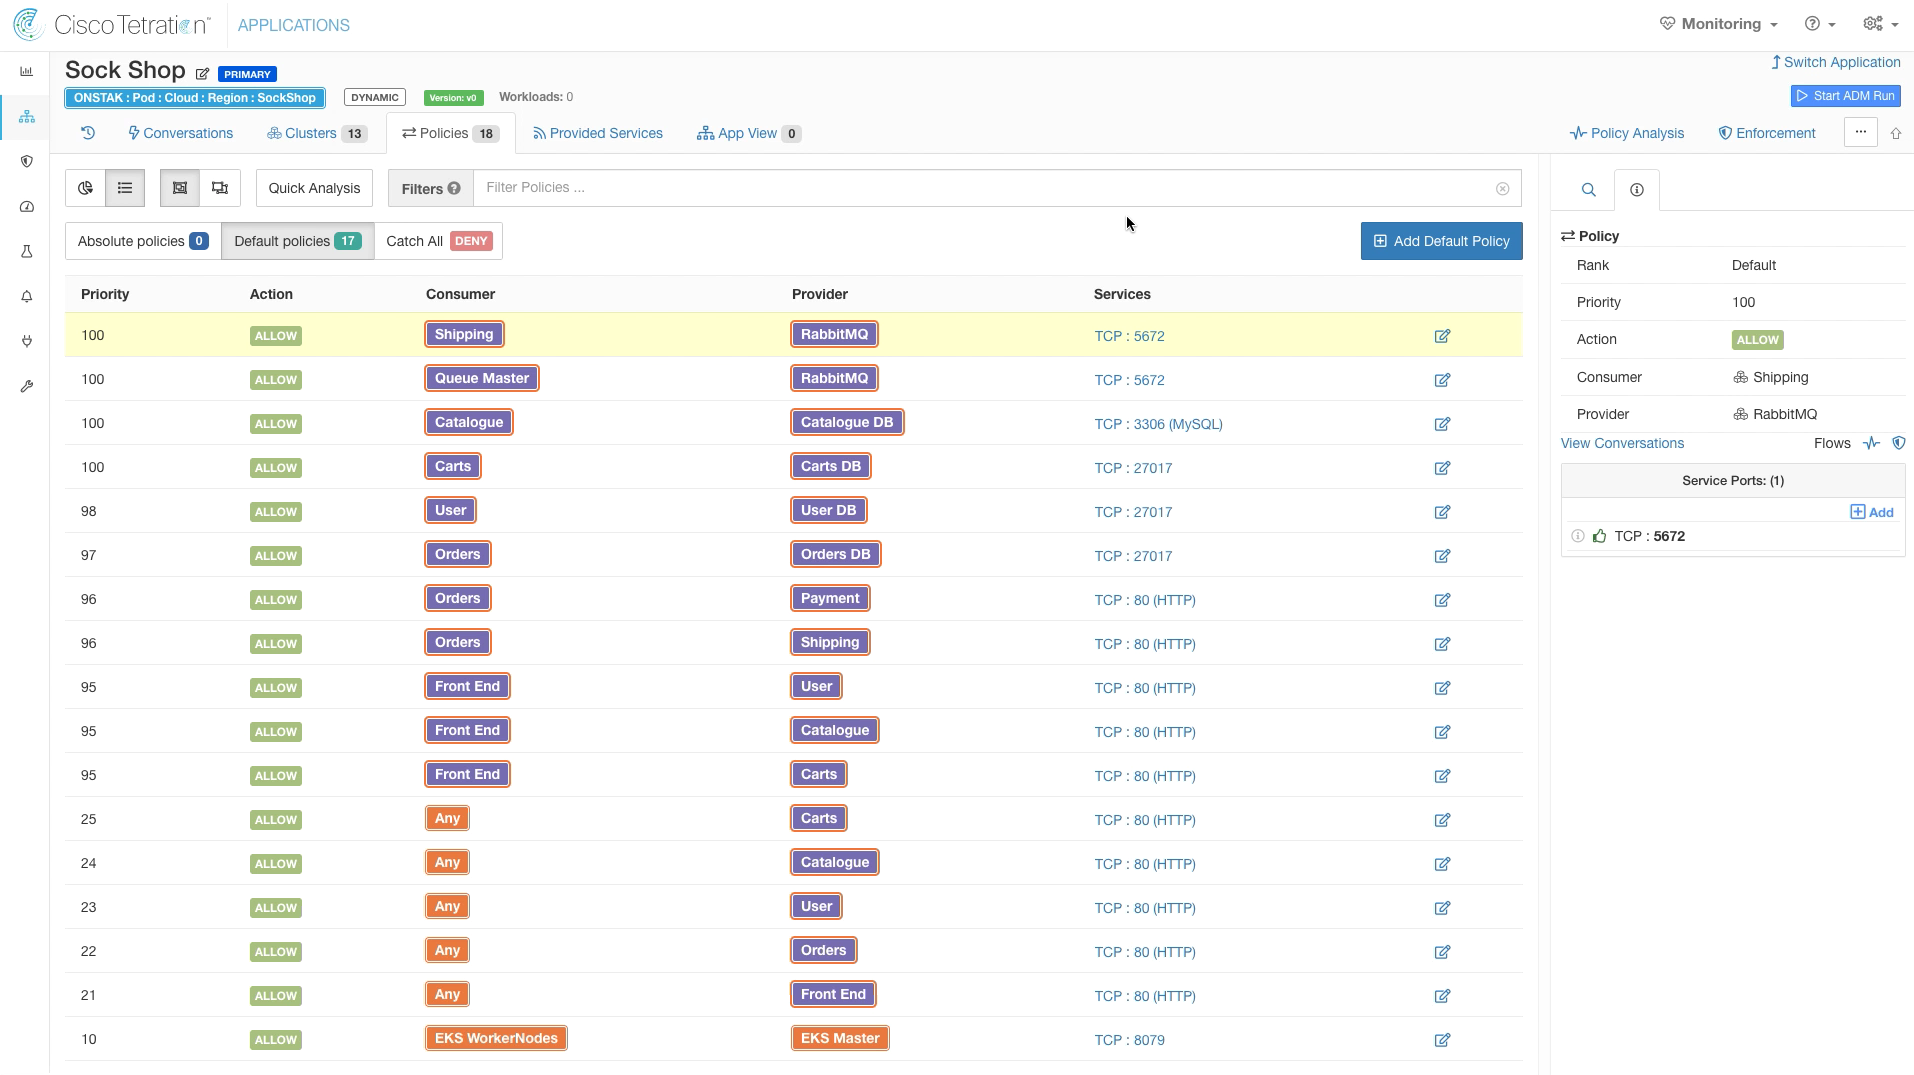 CiscoTetration™ APPLICATIONS Monitoring
Sock Shop PRIMARY Switch Application
ONSTAK : Pod : Cloud : Region : SockShop DYNAMIC Version: v0 Workloads: 0 Start ADM Run
Conversations Clusters 13 Policies 18 Provided Services App View 0 Policy Analysis Enforcement ...
Quick Analysis Filters Filter Policies ...
Absolute policies 0 Default policies 17 Catch All DENY Add Default Policy
Priority Action Consumer Provider Services
100 ALLOW Shipping RabbitMQ TCP : 5672
100 ALLOW Queue Master RabbitMQ TCP : 5672
100 ALLOW Catalogue Catalogue DB TCP : 3306 (MySQL)
100 ALLOW Carts Carts DB TCP : 27017
98 ALLOW User User DB TCP : 27017
97 ALLOW Orders Orders DB TCP : 27017
96 ALLOW Orders Payment TCP : 80 (HTTP)
96 ALLOW Orders Shipping TCP : 80 (HTTP)
95 ALLOW Front End User TCP : 80 (HTTP)
95 ALLOW Front End Catalogue TCP : 80 (HTTP)
95 ALLOW Front End Carts TCP : 80 (HTTP)
25 ALLOW Any Carts TCP : 80 (HTTP)
24 ALLOW Any Catalogue TCP : 80 (HTTP)
23 ALLOW Any User TCP : 80 (HTTP)
22 ALLOW Any Orders TCP : 80 (HTTP)
21 ALLOW Any Front End TCP : 80 (HTTP)
10 ALLOW EKS WorkerNodes EKS Master TCP : 8079
Policy
Rank Default
Priority 100
Action ALLOW
Consumer Shipping
Provider RabbitMQ
View Conversations Flows
Service Ports: (1)
Add
TCP : 5672